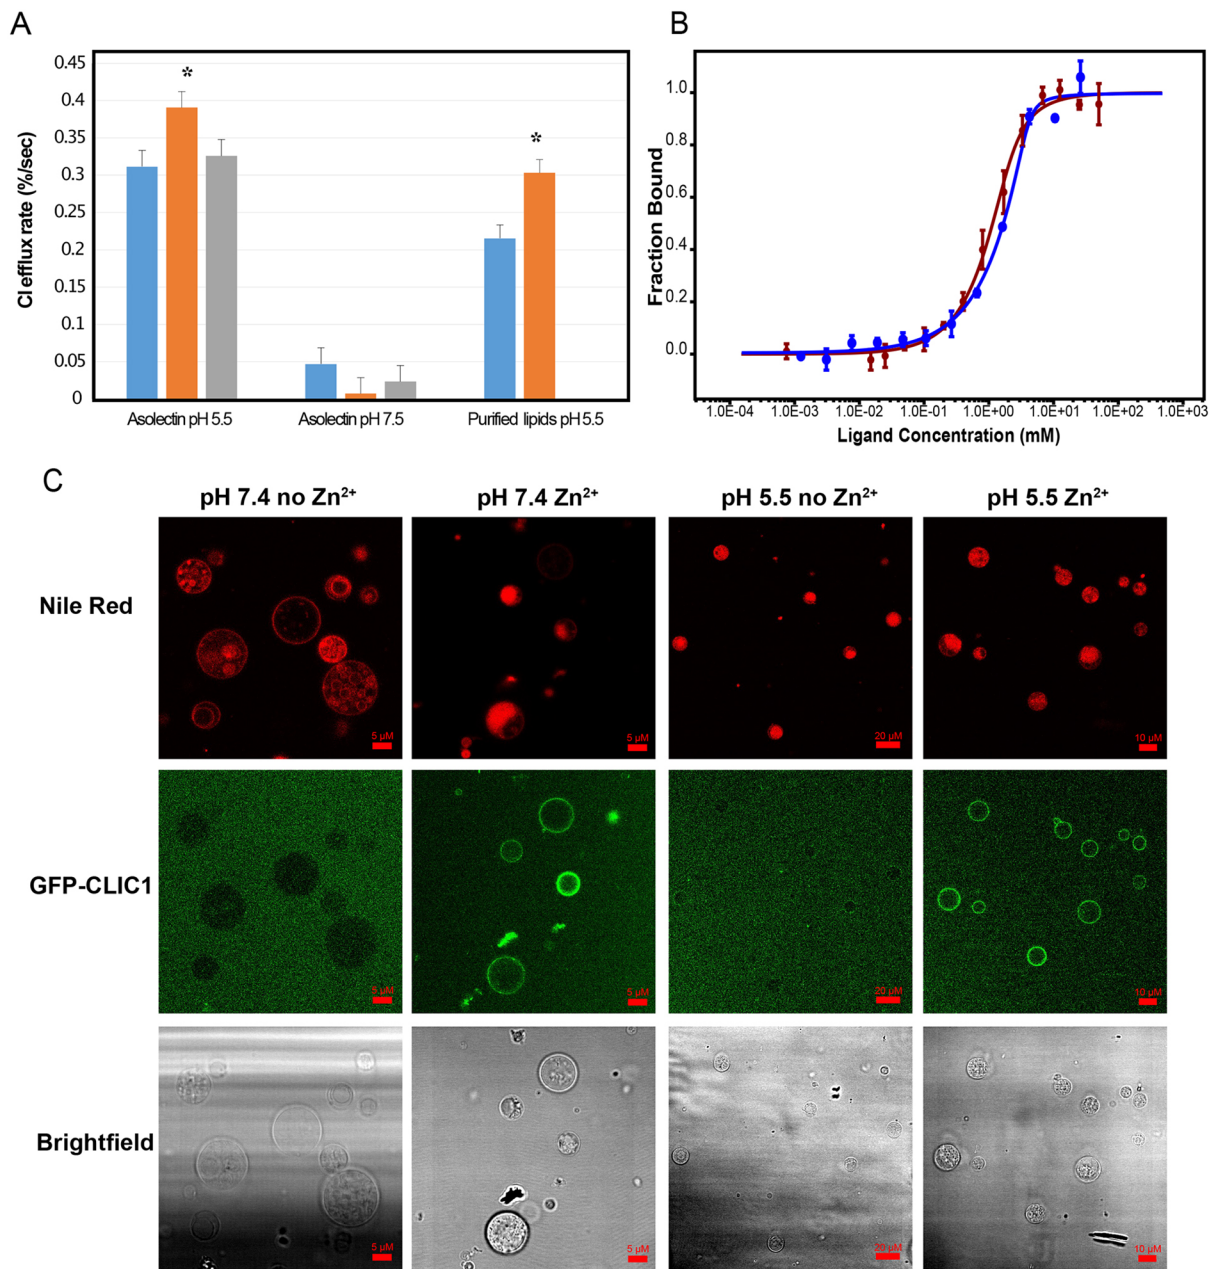 A
B
0.45
0.4
0.35
0.3
0.25
0.2
0.15
0.1
0.05
0
Cl efflux rate (%/sec)
*
*
Asolectin pH 5.5
Asolectin pH 7.5
Purified lipids pH 5.5
Fraction Bound
1.0
0.8
0.6
0.4
0.2
0.0
1.0E-04
1.0E-03
1.0E-02
1.0E-01
1.0E+00
1.0E+01
1.0E+02
1.0E+03
Ligand Concentration (mM)
C
pH 7.4 no Zn²⁺
pH 7.4 Zn²⁺
pH 5.5 no Zn²⁺
pH 5.5 Zn²⁺
Nile Red
5 µM
5 µM
20 µM
10 µM
GFP-CLIC1
5 µM
5 µM
20 µM
10 µM
Brightfield
5 µM
5 µM
20 µM
10 µM